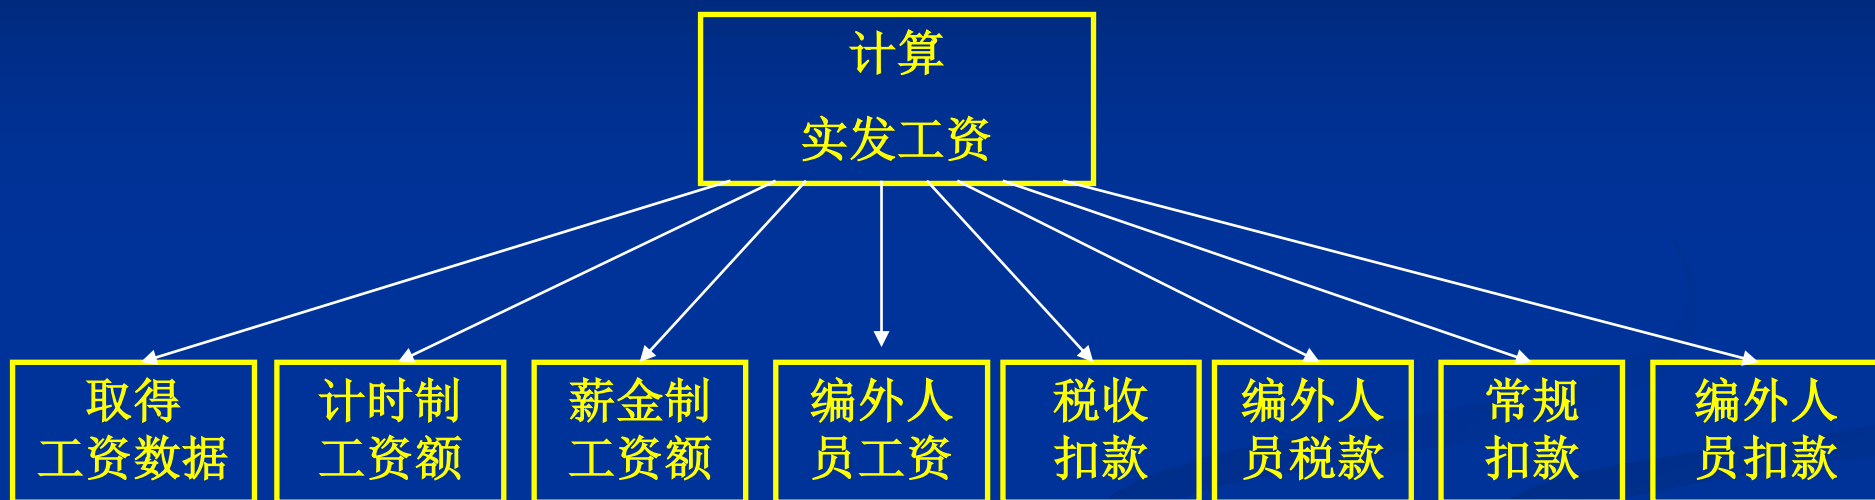 计算
实发工资
取得
工资数据
计时制
工资额
薪金制
工资额
编外人
员工资
税收
扣款
编外人
员税款
常规
扣款
编外人
员扣款